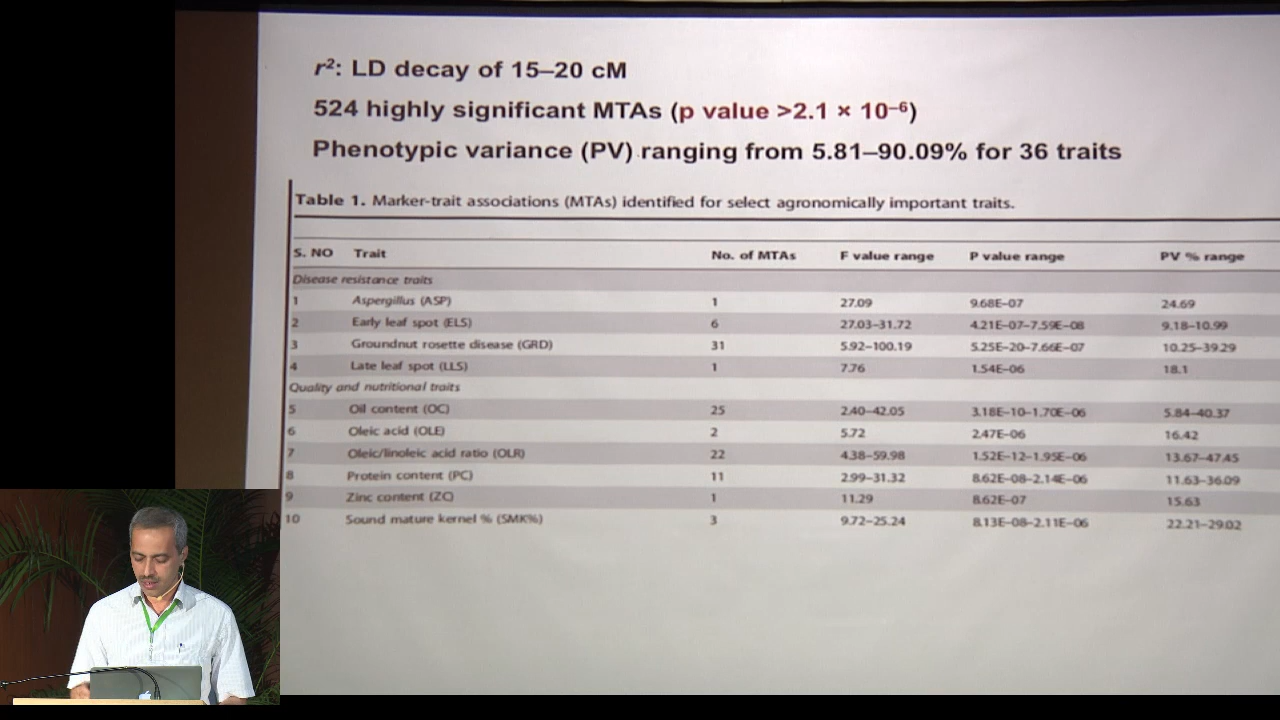 r²: LD decay of 15–20 cM
524 highly significant MTAs (p value >2.1 × 10⁻⁶)
Phenotypic variance (PV) ranging from 5.81–90.09% for 36 traits
Table 1. Marker-trait associations (MTAs) identified for select agronomically important traits.
S. NO Trait No. of MTAs F value range P value range PV % range
Disease resistance traits
1 Aspergillus (ASP) 1 27.09 9.68E–07 24.69
2 Early leaf spot (ELS) 6 27.03–31.72 4.21E–07–7.59E–08 9.18–10.99
3 Groundnut rosette disease (GRD) 31 5.92–100.19 5.25E–20–7.66E–07 10.25–39.29
4 Late leaf spot (LLS) 1 7.76 1.54E–06 18.1
Quality and nutritional traits
5 Oil content (OC) 25 2.40–42.05 3.18E–10–1.70E–06 5.84–40.37
6 Oleic acid (OLE) 2 5.72 2.47E–06 16.42
7 Oleic/linoleic acid ratio (OLR) 22 4.38–59.98 1.52E–12–1.95E–06 13.67–47.45
8 Protein content (PC) 11 2.99–31.32 8.62E–08–2.14E–06 11.63–36.09
9 Zinc content (ZC) 1 11.29 8.62E–07 15.63
10 Sound mature kernel % (SMK%) 3 9.72–25.24 8.13E–08–2.11E–06 22.21–29.02